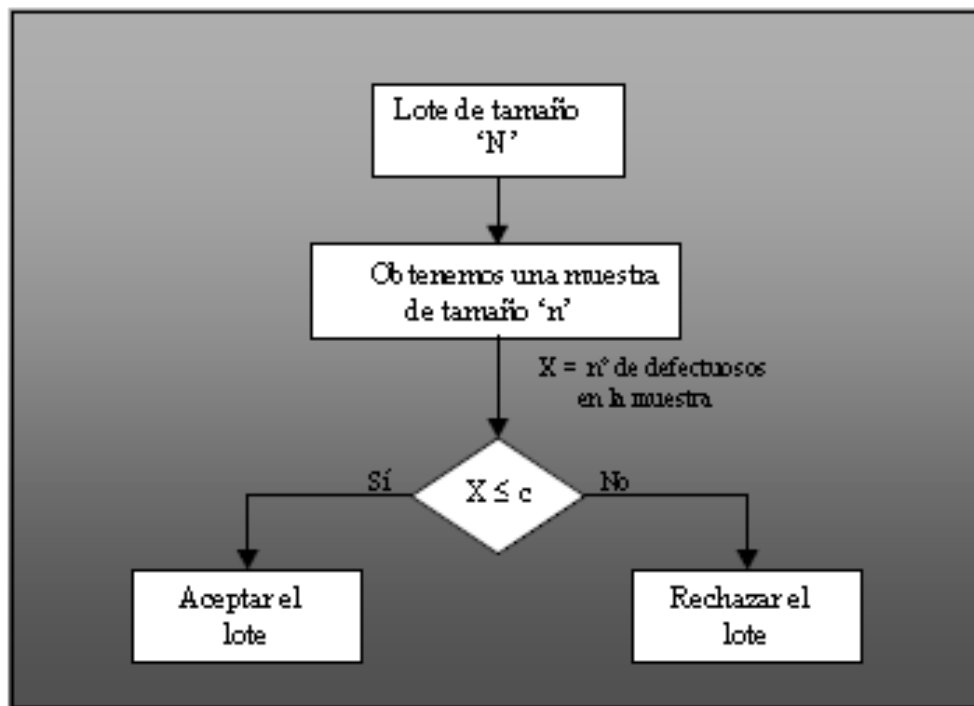 Lote de tamaño
‘N’
Obtenemos una muestra
de tamaño ‘n’
X = nº de defectuosos
en la muestra
Sí
X ≤ c
No
Aceptar el
lote
Rechazar el
lote